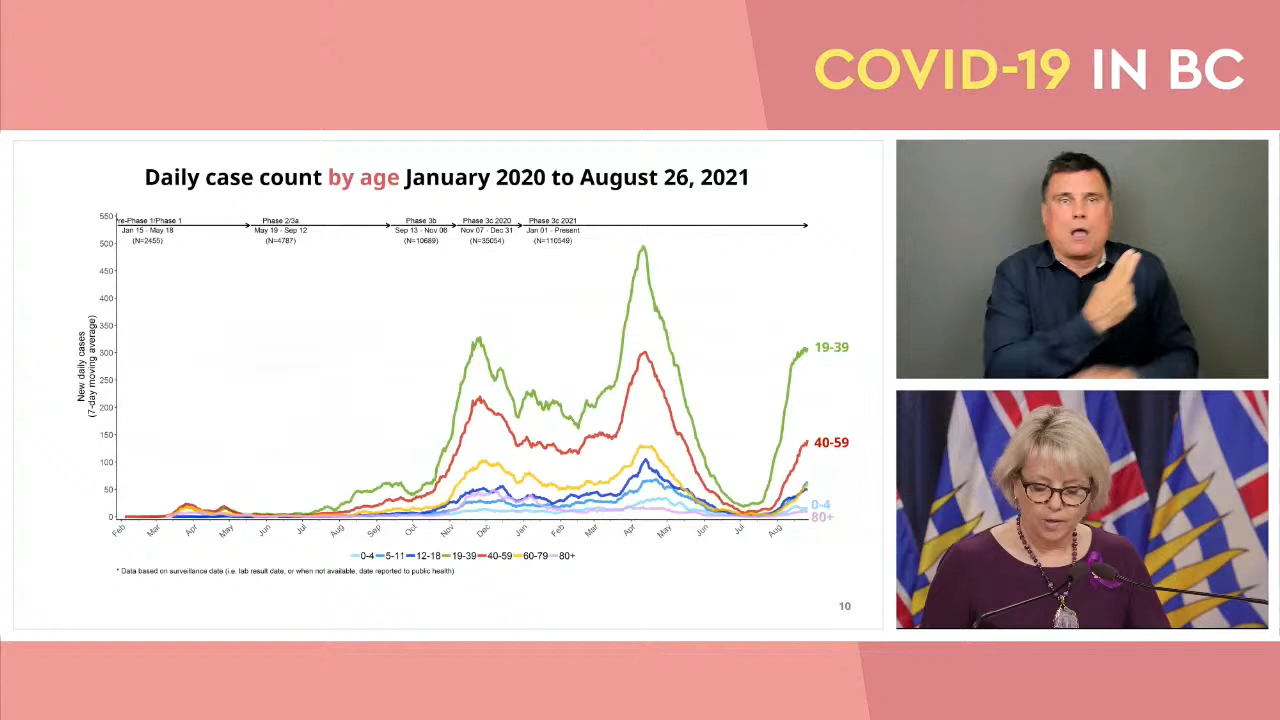 COVID-19 IN BC
Daily case count by age January 2020 to August 26, 2021
re-Phase 1/Phase 1
Jan 15 - May 18
(N=2455)
Phase 2/3a
May 19 - Sep 12
(N=4787)
Phase 3b
Sep 13 - Nov 06
(N=10689)
Phase 3c 2020
Nov 07 - Dec 31
(N=35054)
Phase 3c 2021
Jan 01 - Present
(N=110549)
New daily cases
(7-day moving average)
550
500
450
400
350
300
250
200
150
100
50
0
Feb
Mar
Apr
May
Jun
Jul
Aug
Sep
Oct
Nov
Dec
Jan
Feb
Mar
Apr
May
Jun
Jul
Aug
19-39
40-59
0-4
80+
0-4 5-11 12-18 19-39 40-59 60-79 80+
* Data based on surveillance date (i.e. lab result date, or when not available, date reported to public health)
10